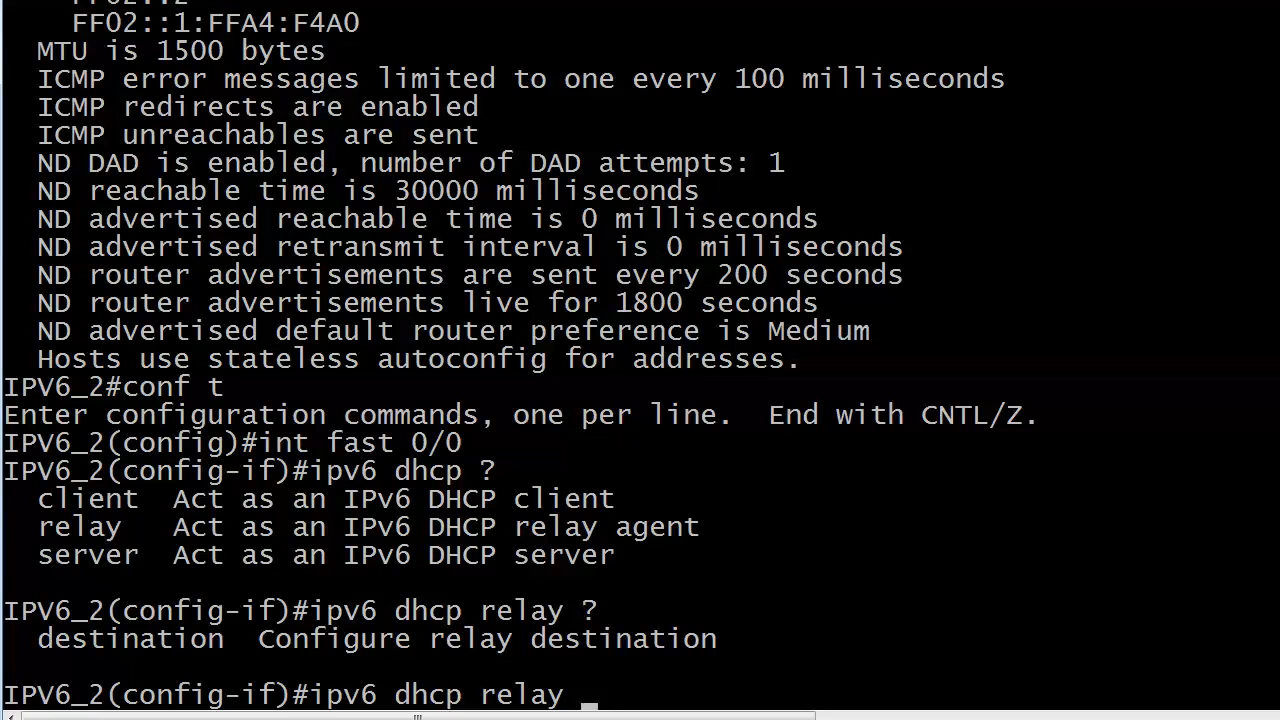 FF02::2
FF02::1:FFA4:F4A0
MTU is 1500 bytes
ICMP error messages limited to one every 100 milliseconds
ICMP redirects are enabled
ICMP unreachables are sent
ND DAD is enabled, number of DAD attempts: 1
ND reachable time is 30000 milliseconds
ND advertised reachable time is 0 milliseconds
ND advertised retransmit interval is 0 milliseconds
ND router advertisements are sent every 200 seconds
ND router advertisements live for 1800 seconds
ND advertised default router preference is Medium
Hosts use stateless autoconfig for addresses.
IPV6_2#conf t
Enter configuration commands, one per line.  End with CNTL/Z.
IPV6_2(config)#int fast 0/0
IPV6_2(config-if)#ipv6 dhcp ?
client  Act as an IPv6 DHCP client
relay   Act as an IPv6 DHCP relay agent
server  Act as an IPv6 DHCP server
IPV6_2(config-if)#ipv6 dhcp relay ?
destination  Configure relay destination
IPV6_2(config-if)#ipv6 dhcp relay